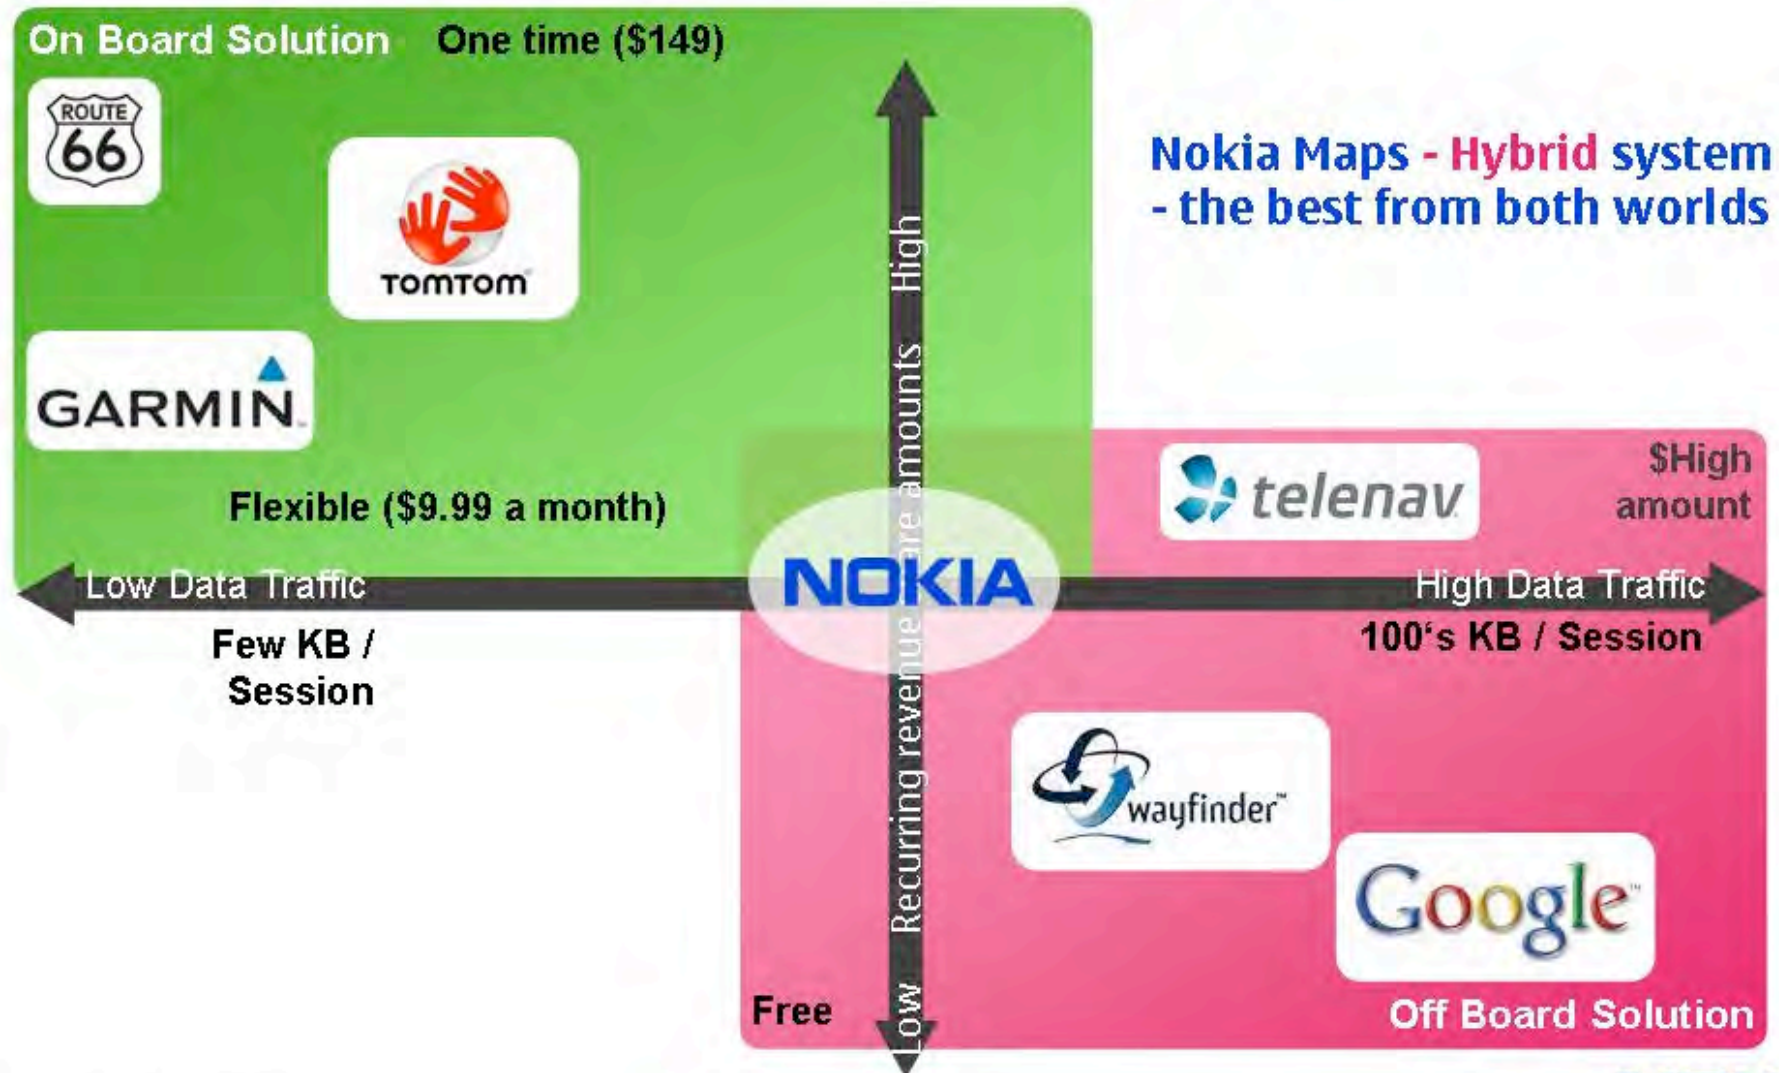 On Board Solution One time ($149)
ROUTE
66
TOMTOM
GARMIN
Flexible ($9.99 a month)
Nokia Maps - Hybrid system
- the best from both worlds
telenav
$High
amount
Low Data Traffic
NOKIA
High Data Traffic
Few KB /
Session
100's KB / Session
Low Recurring revenue are amounts High
wayfinder™
Google™
Free
Off Board Solution